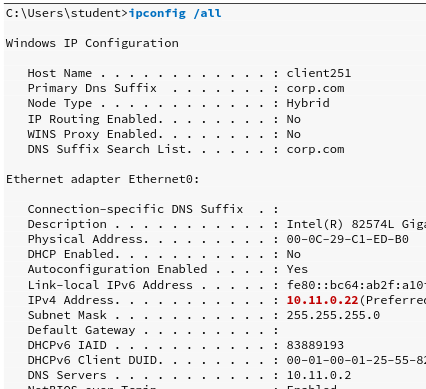 C:\Users\student>ipconfig /all
Windows IP Configuration
Host Name . . . . . . . . . . . . : client251
Primary Dns Suffix  . . . . . . . : corp.com
Node Type . . . . . . . . . . . . : Hybrid
IP Routing Enabled. . . . . . . . : No
WINS Proxy Enabled. . . . . . . . : No
DNS Suffix Search List. . . . . . : corp.com
Ethernet adapter Ethernet0:
Connection-specific DNS Suffix  . :
Description . . . . . . . . . . . : Intel(R) 82574L Giga
Physical Address. . . . . . . . . : 00-0C-29-C1-ED-B0
DHCP Enabled. . . . . . . . . . . : No
Autoconfiguration Enabled . . . . : Yes
Link-local IPv6 Address . . . . . : fe80::bc64:ab2f:a10
IPv4 Address. . . . . . . . . . . : 10.11.0.22(Preferred
Subnet Mask . . . . . . . . . . . : 255.255.255.0
Default Gateway . . . . . . . . . :
DHCPv6 IAID . . . . . . . . . . . : 83889193
DHCPv6 Client DUID. . . . . . . . : 00-01-00-01-25-55-82
DNS Servers . . . . . . . . . . . : 10.11.0.2
NetBIOS over Tcpip. . . . . . . . : Enabled